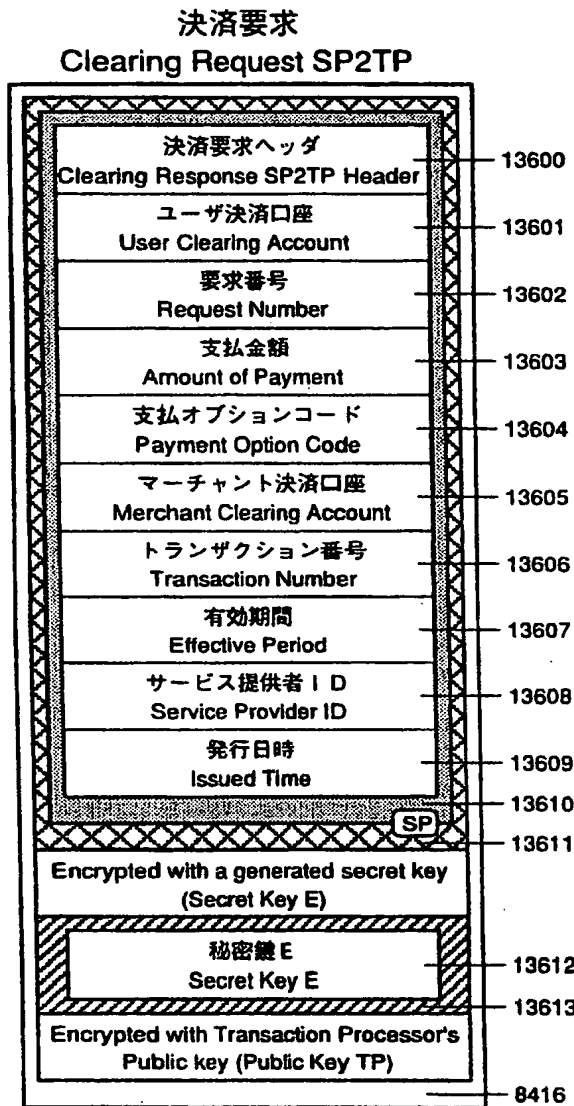 決済要求
Clearing Request SP2TP
決済要求ヘッダ
13600
Clearing Response SP2TP Header
ユーザ決済口座
13601
User Clearing Account
要求番号
13602
Request Number
支払金額
13603
Amount of Payment
支払オプションコード
13604
Payment Option Code
マーチャント決済口座
13605
Merchant Clearing Account
トランザクション番号
13606
Transaction Number
有効期間
13607
Effective Period
サービス提供者ID
13608
Service Provider ID
発行日時
13609
Issued Time
13610
SP
13611
Encrypted with a generated secret key
(Secret Key E)
秘密鍵E
13612
Secret Key E
13613
Encrypted with Transaction Processor's
Public key (Public Key TP)
8416